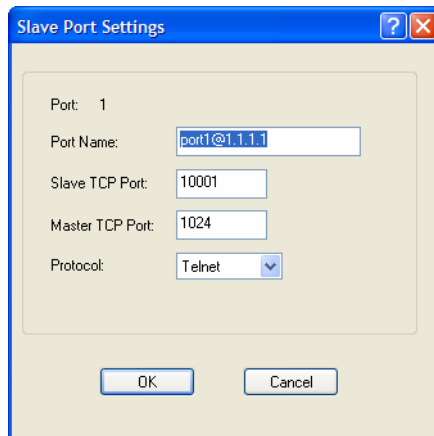 Slave Port Settings
Port: 1
Port Name: port1@1.1.1.1
Slave TCP Port: 10001
Master TCP Port: 1024
Protocol: Telnet
OK Cancel